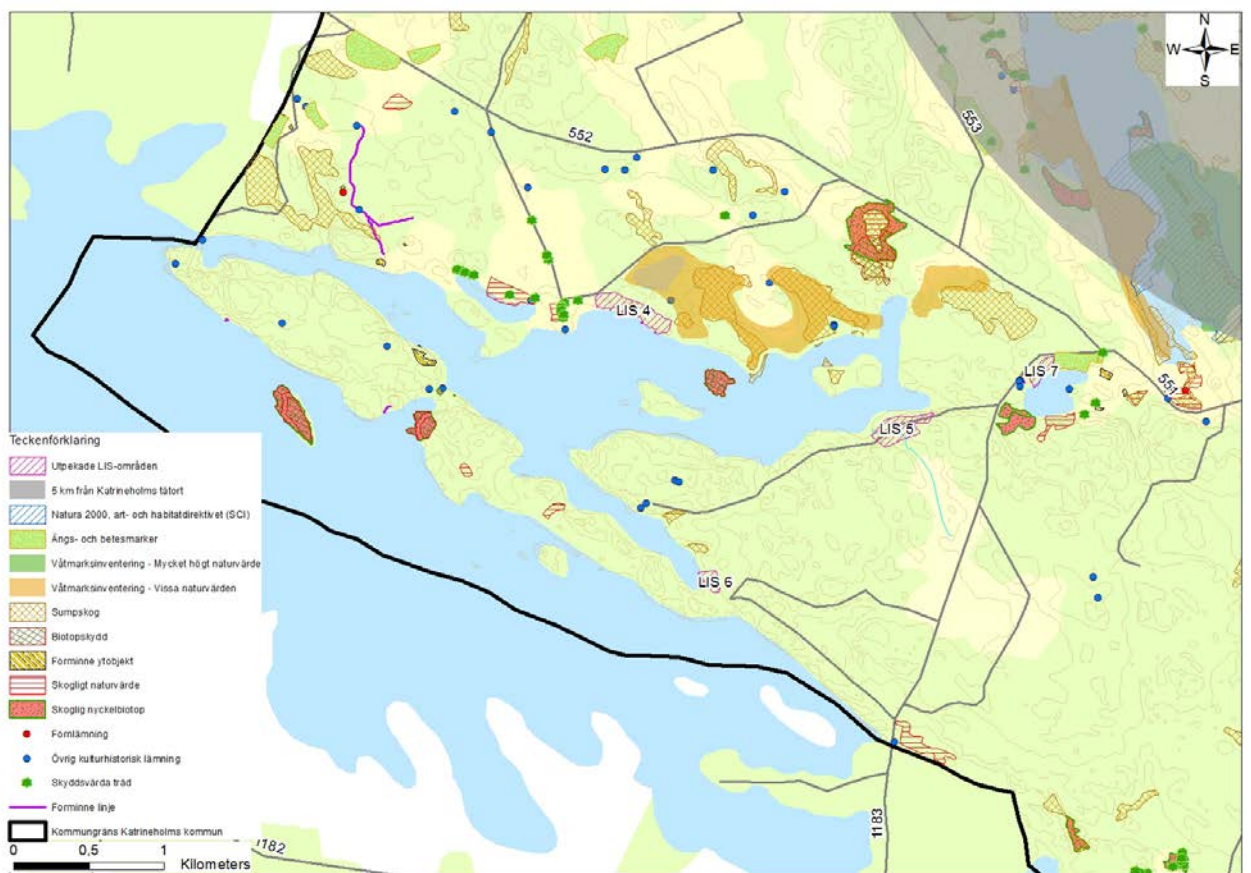 N
W E
S
552
553
551
LIS 4
LIS 7
LIS 5
LIS 6
Teckenförklaring
Utpekade LIS-områden
5 km från Katrineholms tätort
Natura 2000, art- och habitatdirektivet (SCI)
Ängs- och betesmarker
Våtmarksinventering - Mycket högt naturvärde
Våtmarksinventering - Vissa naturvärden
Sumpskog
Biotopskydd
Fornminne ytobjekt
Skogligt naturvärde
Skoglig nyckelbiotop
Fornlämning
Övrig kulturhistorisk lämning
Skyddsvärda träd
Fornminne linje
Kommungräns Katrineholms kommun
0 0,5 1
Kilometers
1182
1183